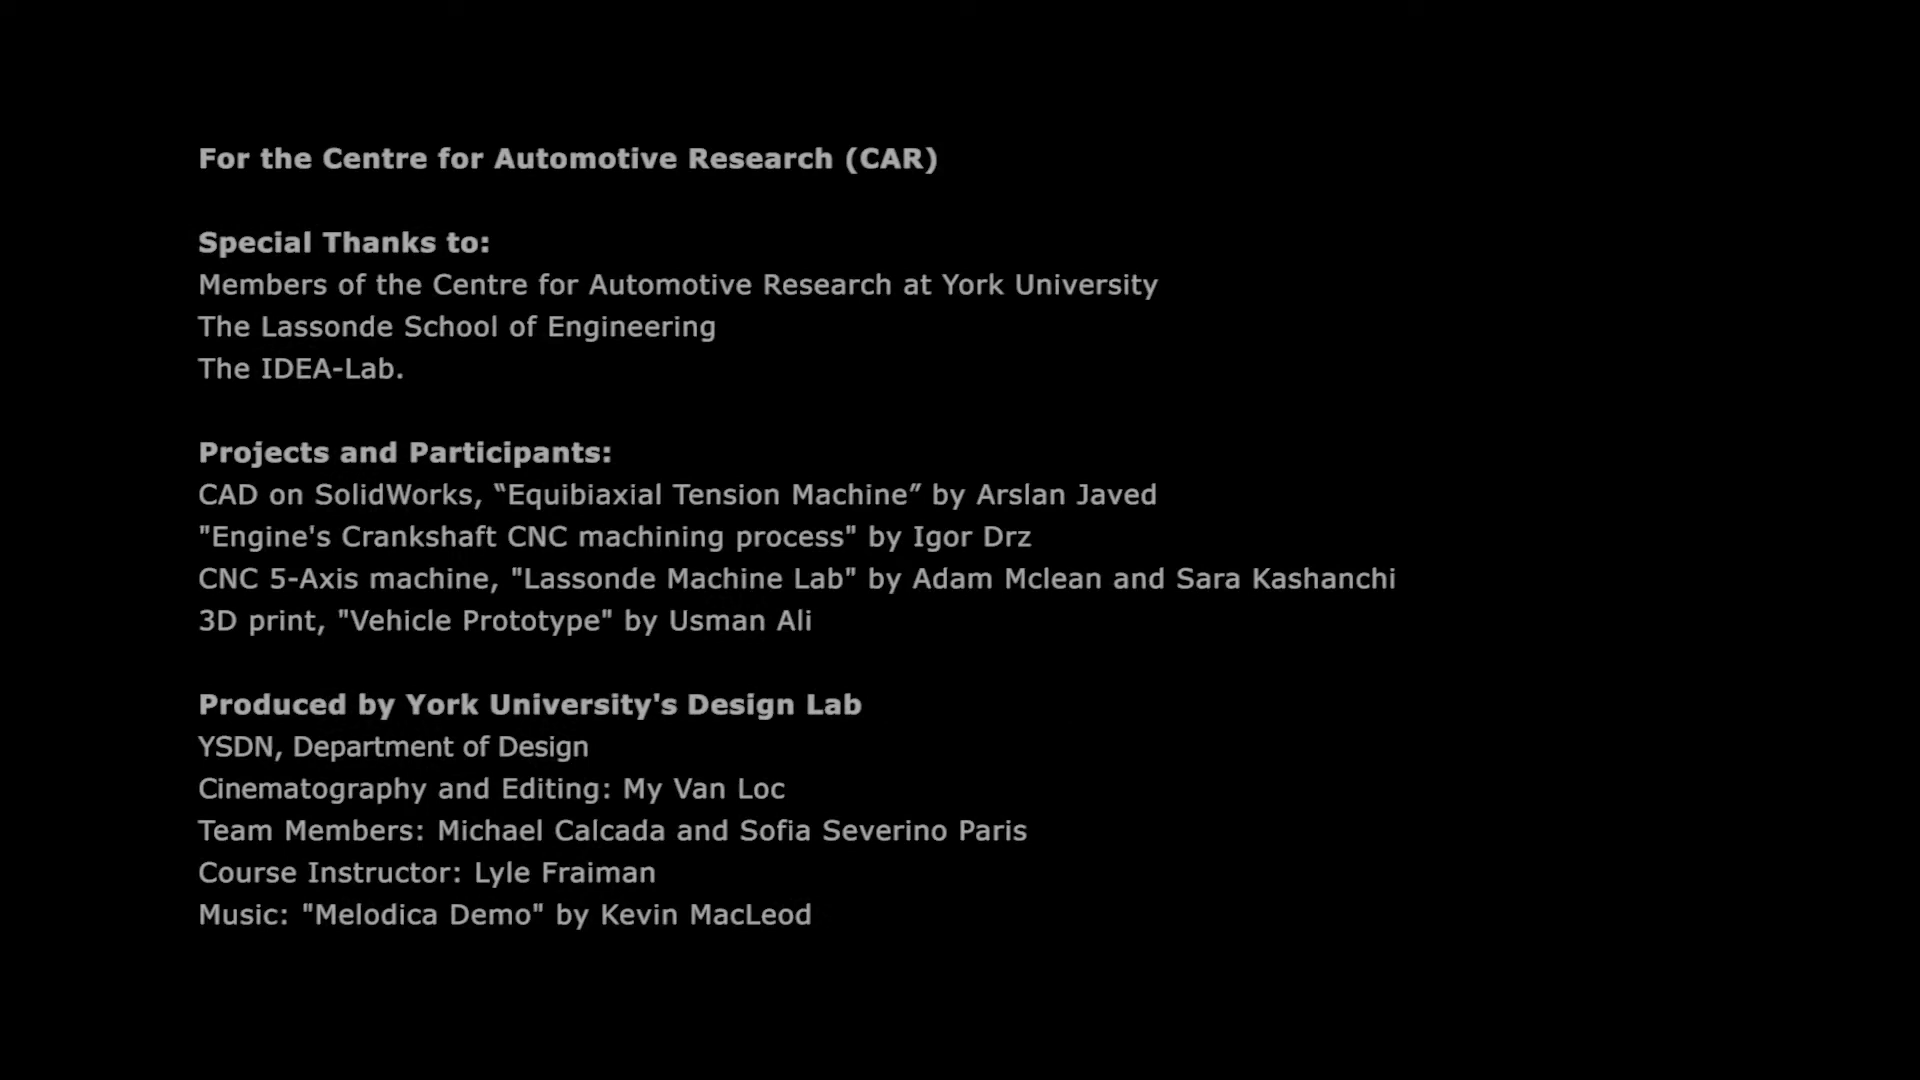 For the Centre for Automotive Research (CAR)
Special Thanks to:
Members of the Centre for Automotive Research at York University
The Lassonde School of Engineering
The IDEA-Lab.
Projects and Participants:
CAD on SolidWorks, “Equibiaxial Tension Machine” by Arslan Javed
"Engine's Crankshaft CNC machining process" by Igor Drz
CNC 5-Axis machine, "Lassonde Machine Lab" by Adam Mclean and Sara Kashanchi
3D print, "Vehicle Prototype" by Usman Ali
Produced by York University's Design Lab
YSDN, Department of Design
Cinematography and Editing: My Van Loc
Team Members: Michael Calcada and Sofia Severino Paris
Course Instructor: Lyle Fraiman
Music: "Melodica Demo" by Kevin MacLeod